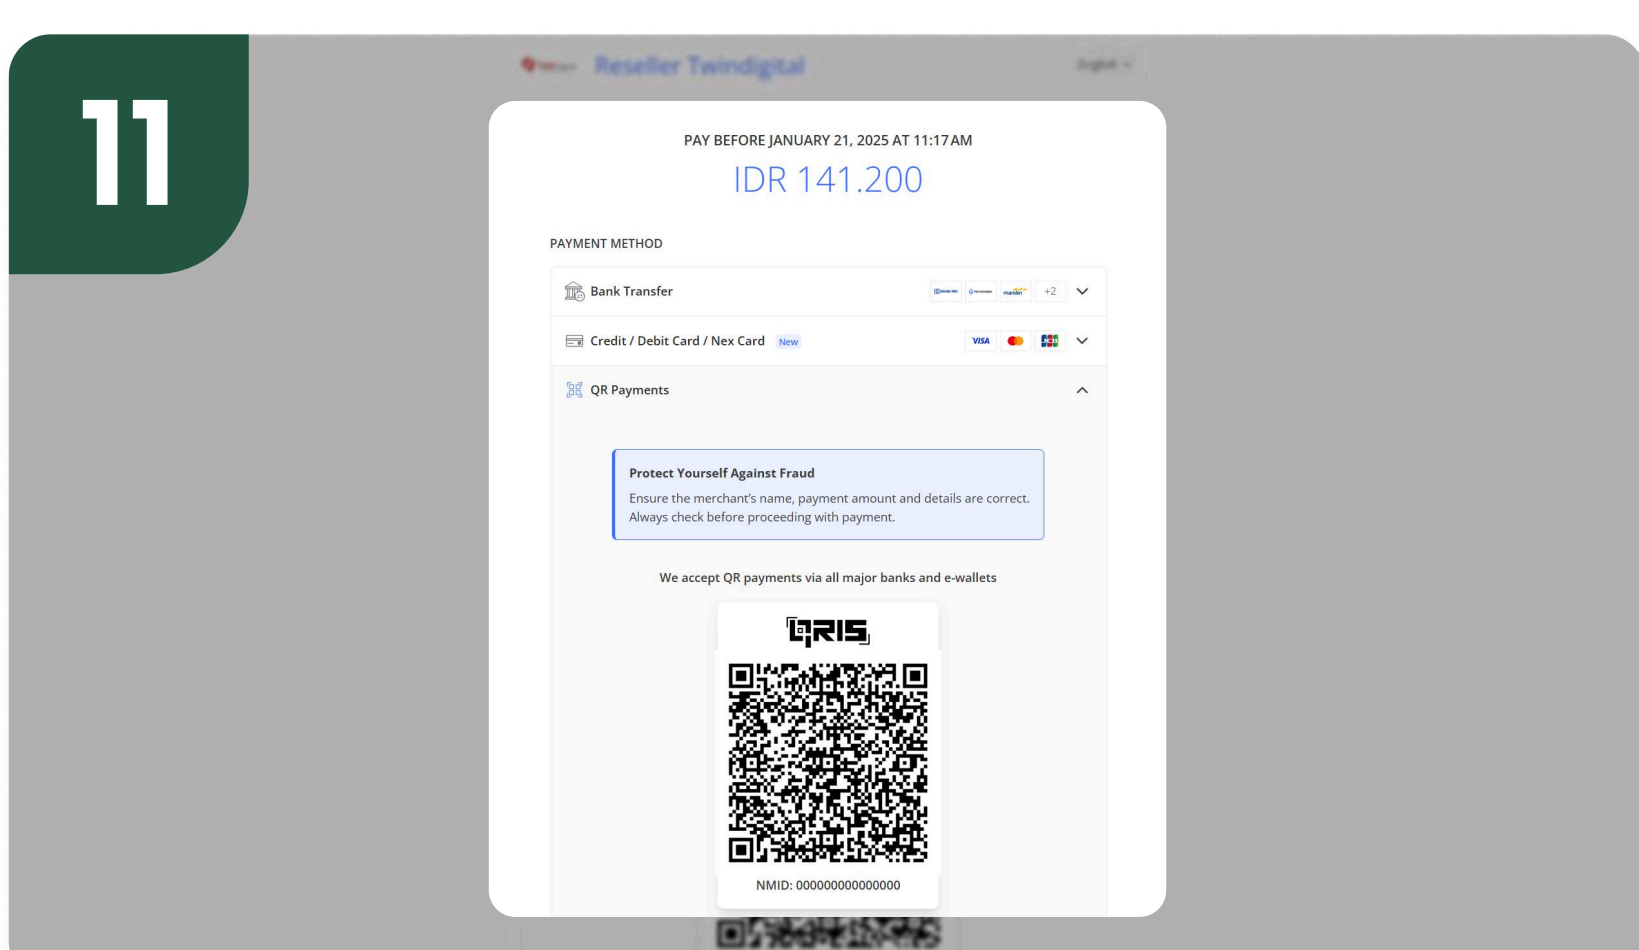 11
Reseller Twindigital
English
PAY BEFORE JANUARY 21, 2025 AT 11:17 AM
IDR 141.200
PAYMENT METHOD
Bank Transfer
mandiri
+2
Credit / Debit Card / Nex Card New
VISA
JCB
QR Payments
Protect Yourself Against Fraud
Ensure the merchant's name, payment amount and details are correct.
Always check before proceeding with payment.
We accept QR payments via all major banks and e-wallets
QRIS
NMID: 000000000000000